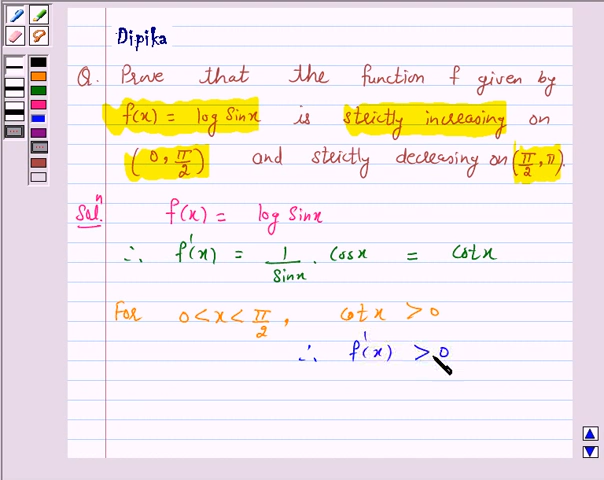 Dipika
Q. Prove that the function f given by
f(x) = log Sinx is strictly increasing on
(0, π/2) and strictly decreasing on (π/2, π).
Solⁿ. f(x) = log Sinx
∴ f'(x) = 1/Sinx . Cosx = Cotx
For 0 < x < π/2, cotx > 0
∴ f'(x) > 0